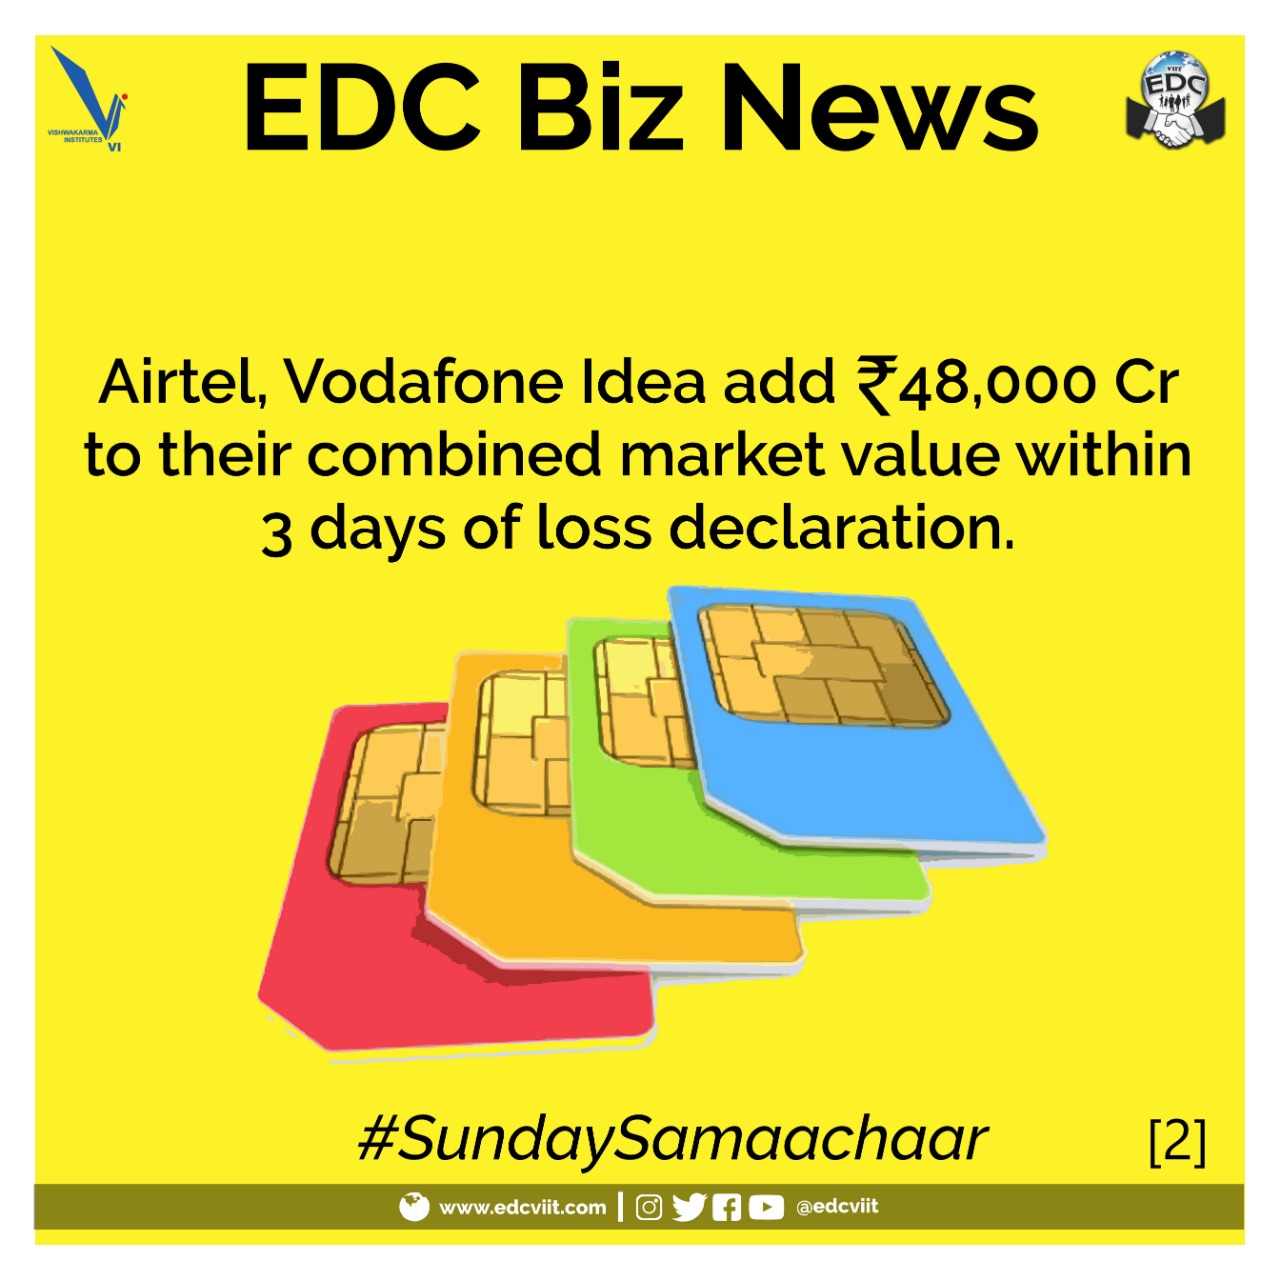 VISHWAKARMA
INSTITUTES
VI
EDC Biz News
VIIT
EDC
Airtel, Vodafone Idea add ₹48,000 Cr
to their combined market value within
3 days of loss declaration.
#SundaySamaachaar
[2]
www.edcviit.com | @edcviit